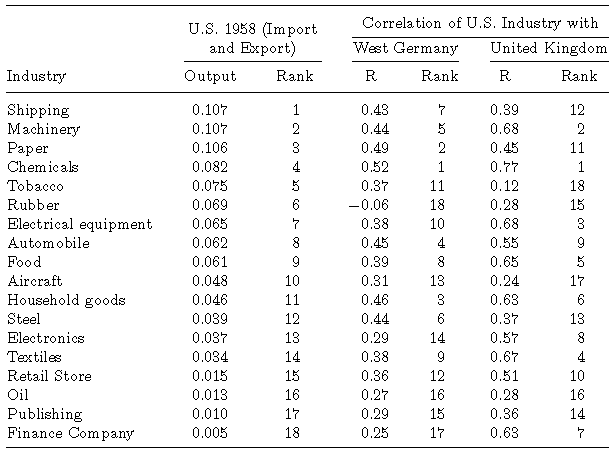 U.S. 1958 (Import and Export) Correlation of U.S. Industry with
West Germany United Kingdom
Industry Output Rank R Rank R Rank
Shipping 0.107 1 0.43 7 0.39 12
Machinery 0.107 2 0.44 5 0.68 2
Paper 0.106 3 0.49 2 0.45 11
Chemicals 0.082 4 0.52 1 0.77 1
Tobacco 0.075 5 0.37 11 0.12 18
Rubber 0.069 6 −0.06 18 0.28 15
Electrical equipment 0.065 7 0.38 10 0.68 3
Automobile 0.062 8 0.45 4 0.55 9
Food 0.061 9 0.39 8 0.65 5
Aircraft 0.048 10 0.31 13 0.24 17
Household goods 0.046 11 0.46 3 0.63 6
Steel 0.039 12 0.44 6 0.37 13
Electronics 0.037 13 0.29 14 0.57 8
Textiles 0.034 14 0.38 9 0.67 4
Retail Store 0.015 15 0.36 12 0.51 10
Oil 0.013 16 0.27 16 0.28 16
Publishing 0.010 17 0.29 15 0.36 14
Finance Company 0.005 18 0.25 17 0.63 7